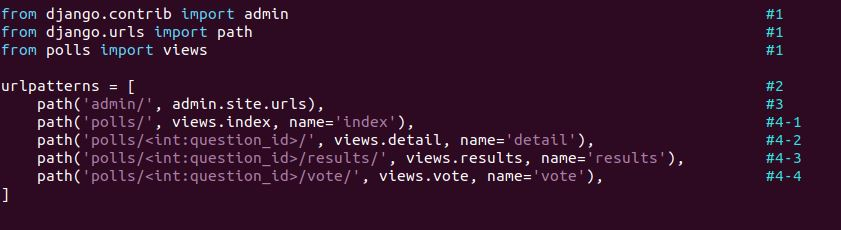 from django.contrib import admin #1
from django.urls import path #1
from polls import views #1
urlpatterns = [ #2
path('admin/', admin.site.urls), #3
path('polls/', views.index, name='index'), #4-1
path('polls/<int:question_id>/', views.detail, name='detail'), #4-2
path('polls/<int:question_id>/results/', views.results, name='results'), #4-3
path('polls/<int:question_id>/vote/', views.vote, name='vote'), #4-4
]